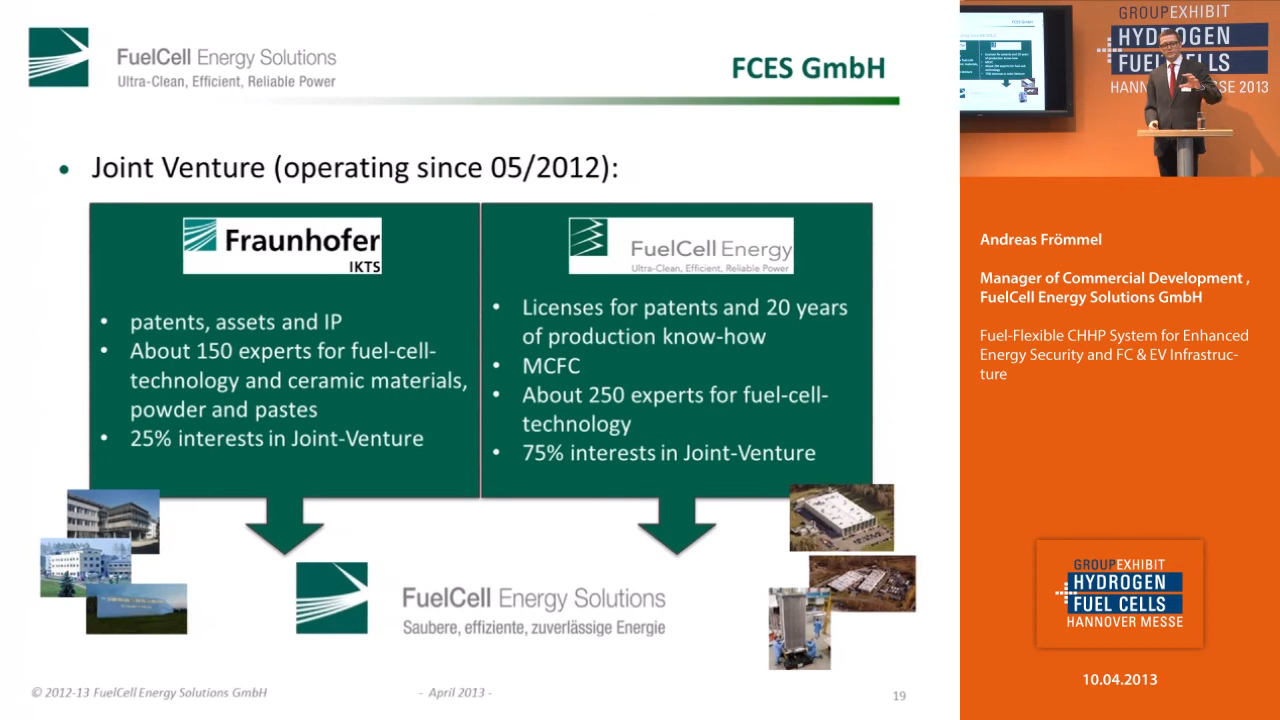 FuelCell Energy Solutions
Ultra-Clean, Efficient, Reliable Power
FCES GmbH
• Joint Venture (operating since 05/2012):
Fraunhofer
IKTS
• patents, assets and IP
• About 150 experts for fuel-cell-
technology and ceramic materials,
powder and pastes
• 25% interests in Joint-Venture
FuelCell Energy
Ultra-Clean, Efficient, Reliable Power
• Licenses for patents and 20 years
of production know-how
• MCFC
• About 250 experts for fuel-cell-
technology
• 75% interests in Joint-Venture
FuelCell Energy Solutions
Saubere, effiziente, zuverlässige Energie
© 2012-13 FuelCell Energy Solutions GmbH
- April 2013 -
19
FCES GmbH
GROUPEXHIBIT
HYDROGEN
FUEL CELLS
MESSE 2013
Andreas Frömmel
Manager of Commercial Development ,
FuelCell Energy Solutions GmbH
Fuel-Flexible CHHP System for Enhanced
Energy Security and FC & EV Infrastruc-
ture
GROUPEXHIBIT
HYDROGEN
FUEL CELLS
HANNOVER MESSE
10.04.2013